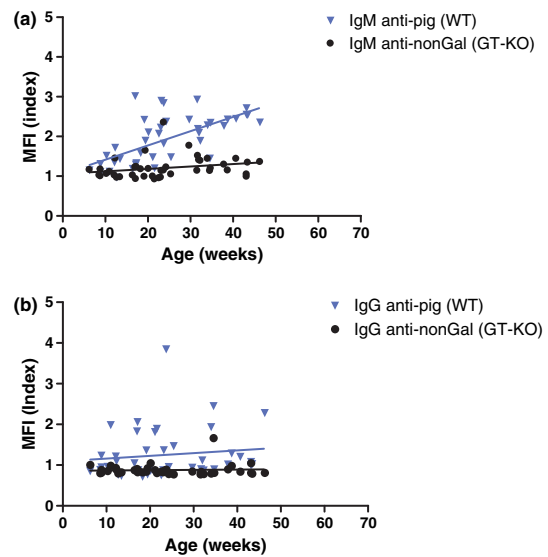 (a)
IgM anti-pig (WT)
IgM anti-nonGal (GT-KO)
MFI (index)
5
4
3
2
1
0
0 10 20 30 40 50 60 70
Age (weeks)
(b)
IgG anti-pig (WT)
IgG anti-nonGal (GT-KO)
MFI (Index)
5
4
3
2
1
0
0 10 20 30 40 50 60 70
Age (weeks)